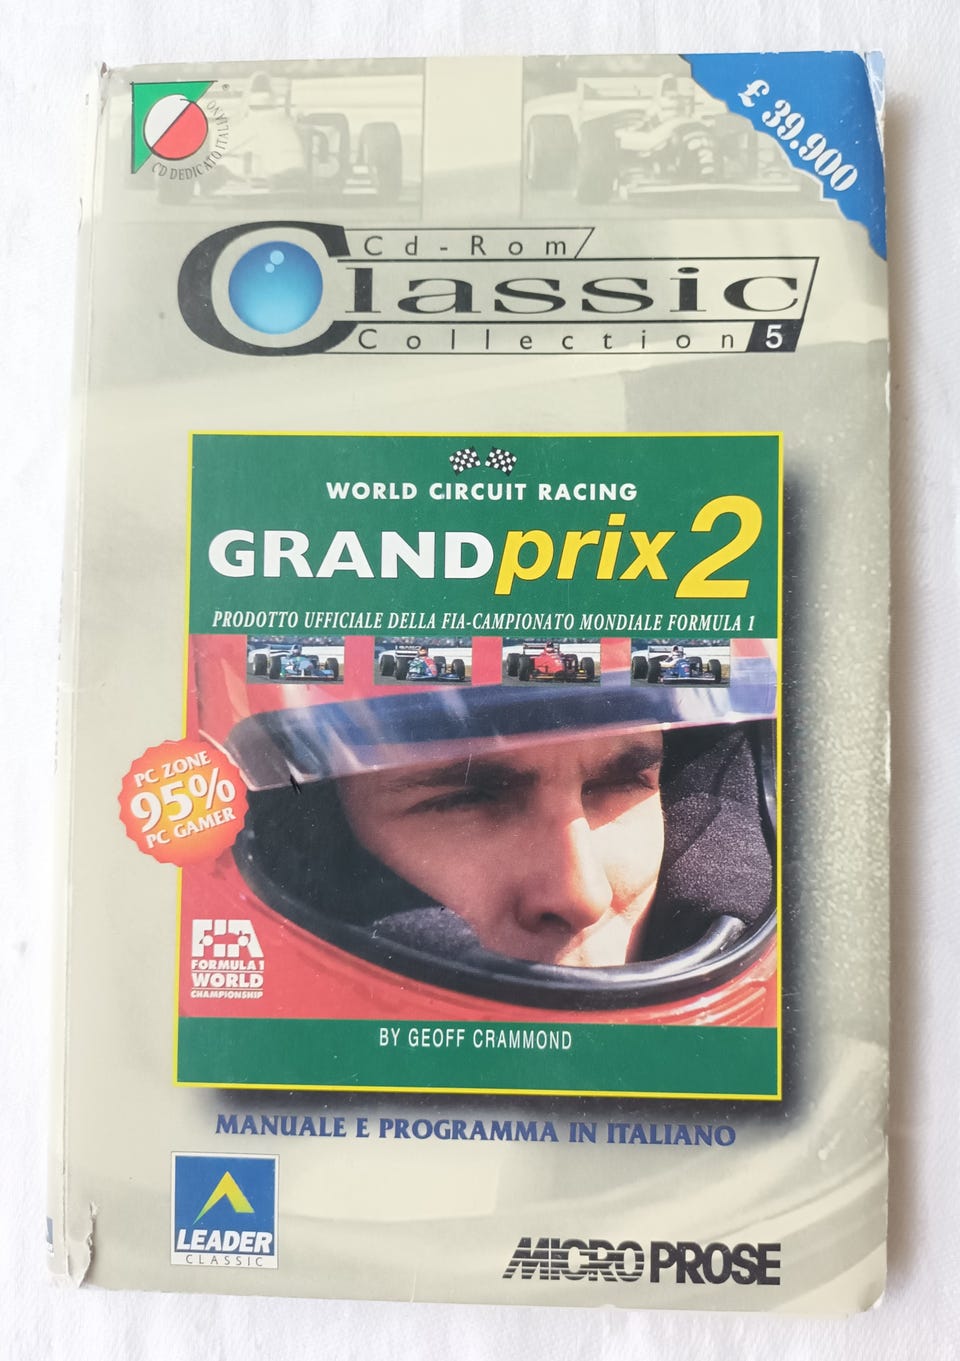 CD DEDICATO ITALIANO
£ 39.900
Cd-Rom
Classic
Collection 5
WORLD CIRCUIT RACING
GRAND prix 2
PRODOTTO UFFICIALE DELLA FIA-CAMPIONATO MONDIALE FORMULA 1
PC ZONE
95%
PC GAMER
FIA
FORMULA 1
WORLD
CHAMPIONSHIP
BY GEOFF CRAMMOND
MANUALE E PROGRAMMA IN ITALIANO
LEADER
CLASSIC
MICROPROSE